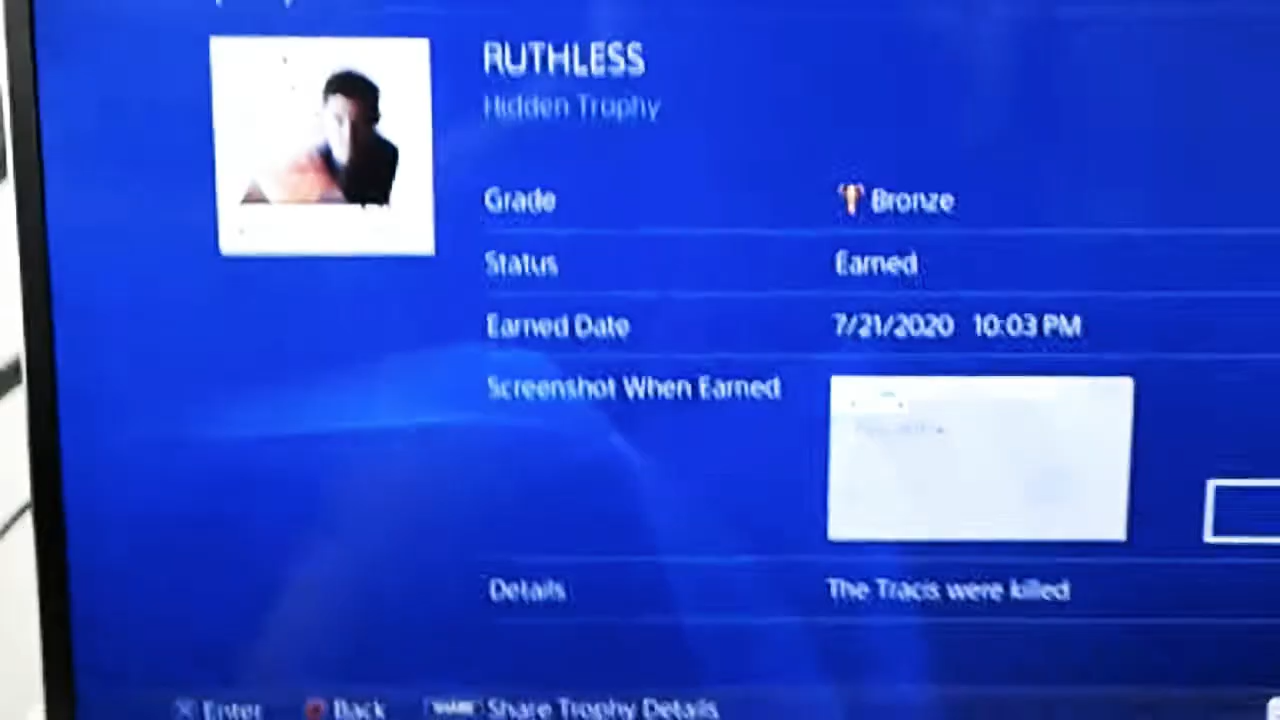 RUTHLESS
Hidden Trophy
Grade Bronze
Status Earned
Earned Date 7/21/2020 10:03 PM
Screenshot When Earned
Details The Tracis were killed
Enter Back SHARE Share Trophy Details